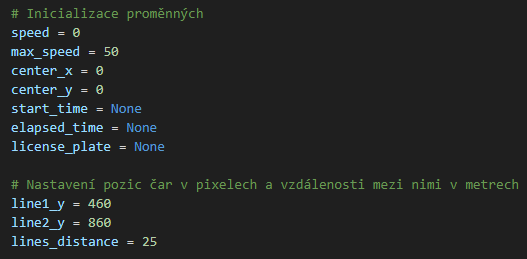 # Inicializace proměnných
speed = 0
max_speed = 50
center_x = 0
center_y = 0
start_time = None
elapsed_time = None
license_plate = None
# Nastavení pozic čar v pixelech a vzdálenosti mezi nimi v metrech
line1_y = 460
line2_y = 860
lines_distance = 25